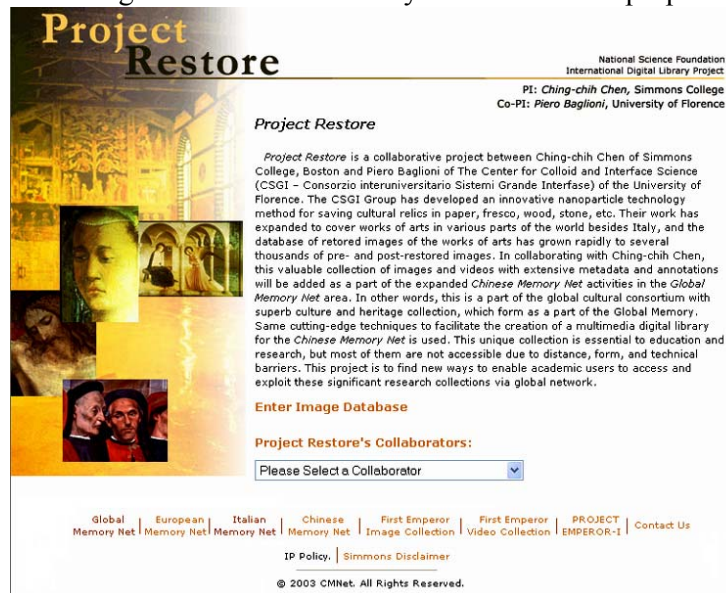 Project
Restore
National Science Foundation
International Digital Library Project
PI: Ching-chih Chen, Simmons College
Co-PI: Piero Baglioni, University of Florence
Project Restore
Project Restore is a collaborative project between Ching-chih Chen of Simmons
College, Boston and Piero Baglioni of The Center for Colloid and Interface Science
(CSGI – Consorzio interuniversitario Sistemi Grande Interfase) of the University of
Florence. The CSGI Group has developed an innovative nanoparticle technology
method for saving cultural relics in paper, fresco, wood, stone, etc. Their work has
expanded to cover works of arts in various parts of the world besides Italy, and the
database of retored images of the works of arts has grown rapidly to several
thousands of pre- and post-restored images. In collaborating with Ching-chih Chen,
this valuable collection of images and videos with extensive metadata and annotations
will be added as a part of the expanded Chinese Memory Net activities in the Global
Memory Net area. In other words, this is a part of the global cultural consortium with
superb culture and heritage collection, which form as a part of the Global Memory.
Same cutting-edge techniques to facilitate the creation of a multimedia digital library
for the Chinese Memory Net is used. This unique collection is essential to education and
research, but most of them are not accessible due to distance, form, and technical
barriers. This project is to find new ways to enable academic users to access and
exploit these significant research collections via global network.
Enter Image Database
Project Restore's Collaborators:
Please Select a Collaborator
Global Memory Net | European Memory Net | Italian Memory Net | Chinese Memory Net | First Emperor Image Collection | First Emperor Video Collection | PROJECT EMPEROR-I | Contact Us
IP Policy. | Simmons Disclaimer
© 2003 CMNet. All Rights Reserved.